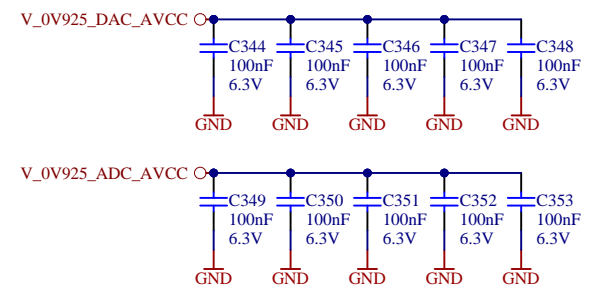 V_0V925_DAC_AVCC
C344 C345 C346 C347 C348
100nF 100nF 100nF 100nF 100nF
6.3V 6.3V 6.3V 6.3V 6.3V
GND GND GND GND GND
V_0V925_ADC_AVCC
C349 C350 C351 C352 C353
100nF 100nF 100nF 100nF 100nF
6.3V 6.3V 6.3V 6.3V 6.3V
GND GND GND GND GND